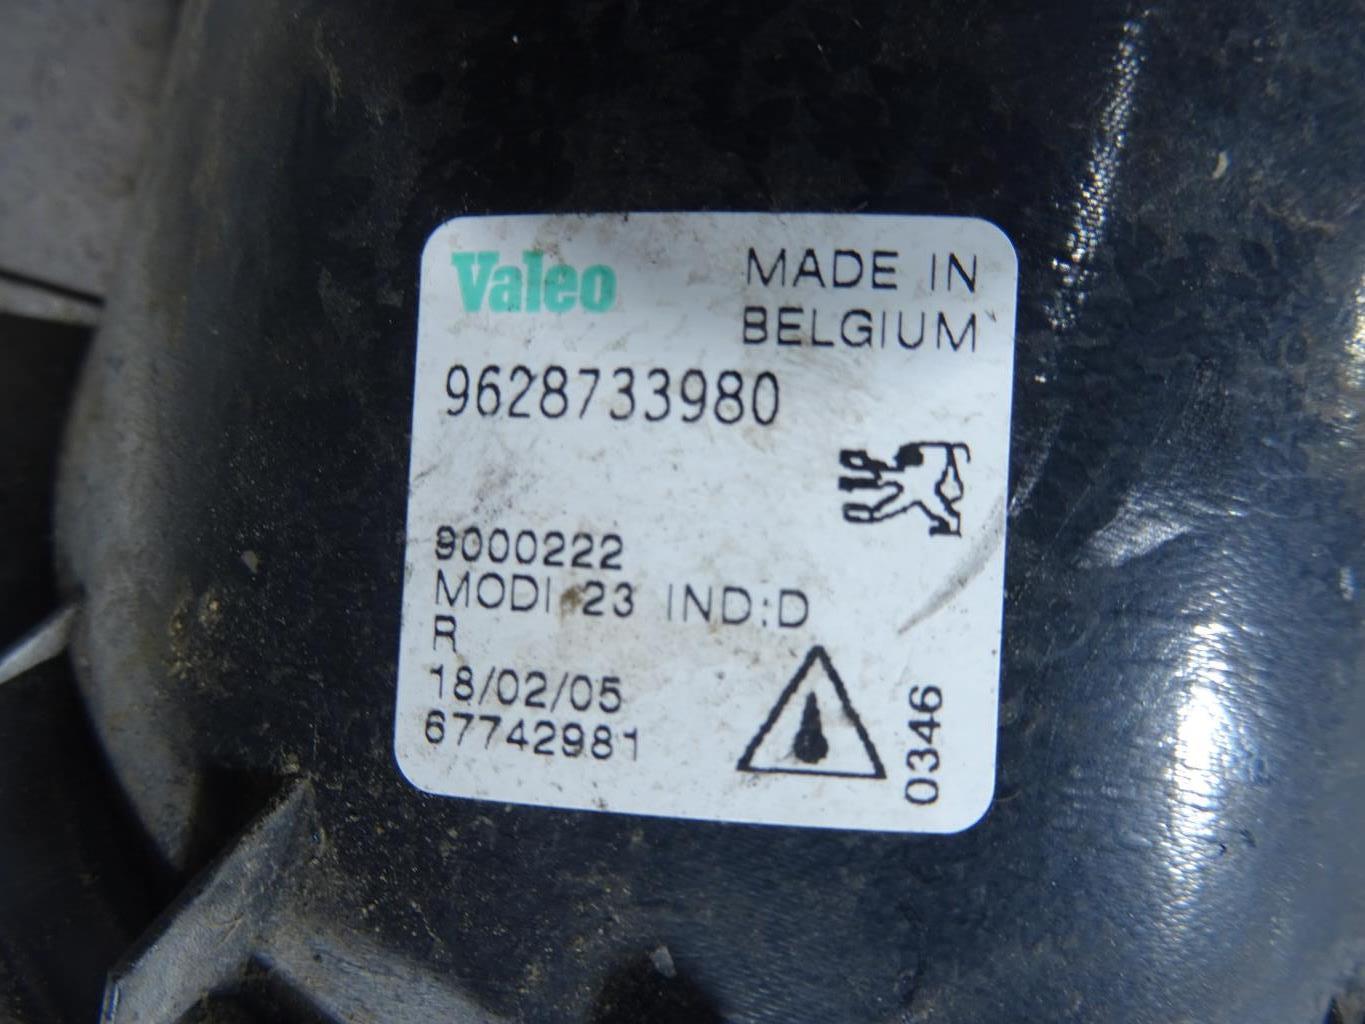 Valeo
MADE IN
BELGIUM
9628733980
9000222
MODI 23 IND:D
R
18/02/05
67742981
0346